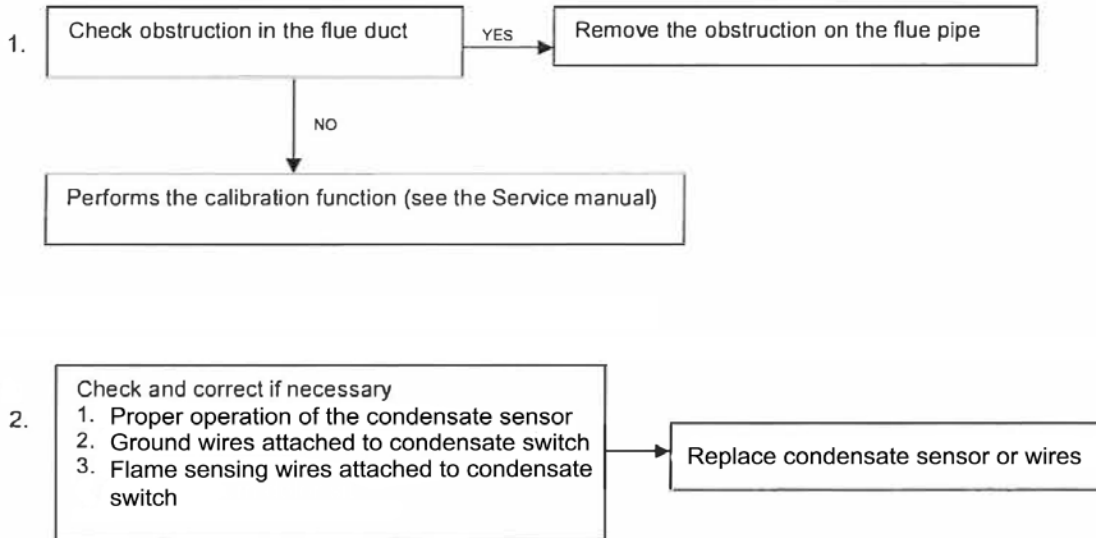 1.
Check obstruction in the flue duct
YES
Remove the obstruction on the flue pipe
NO
Performs the calibration function (see the Service manual)
2.
Check and correct if necessary
1. Proper operation of the condensate sensor
2. Ground wires attached to condensate switch
3. Flame sensing wires attached to condensate
switch
Replace condensate sensor or wires